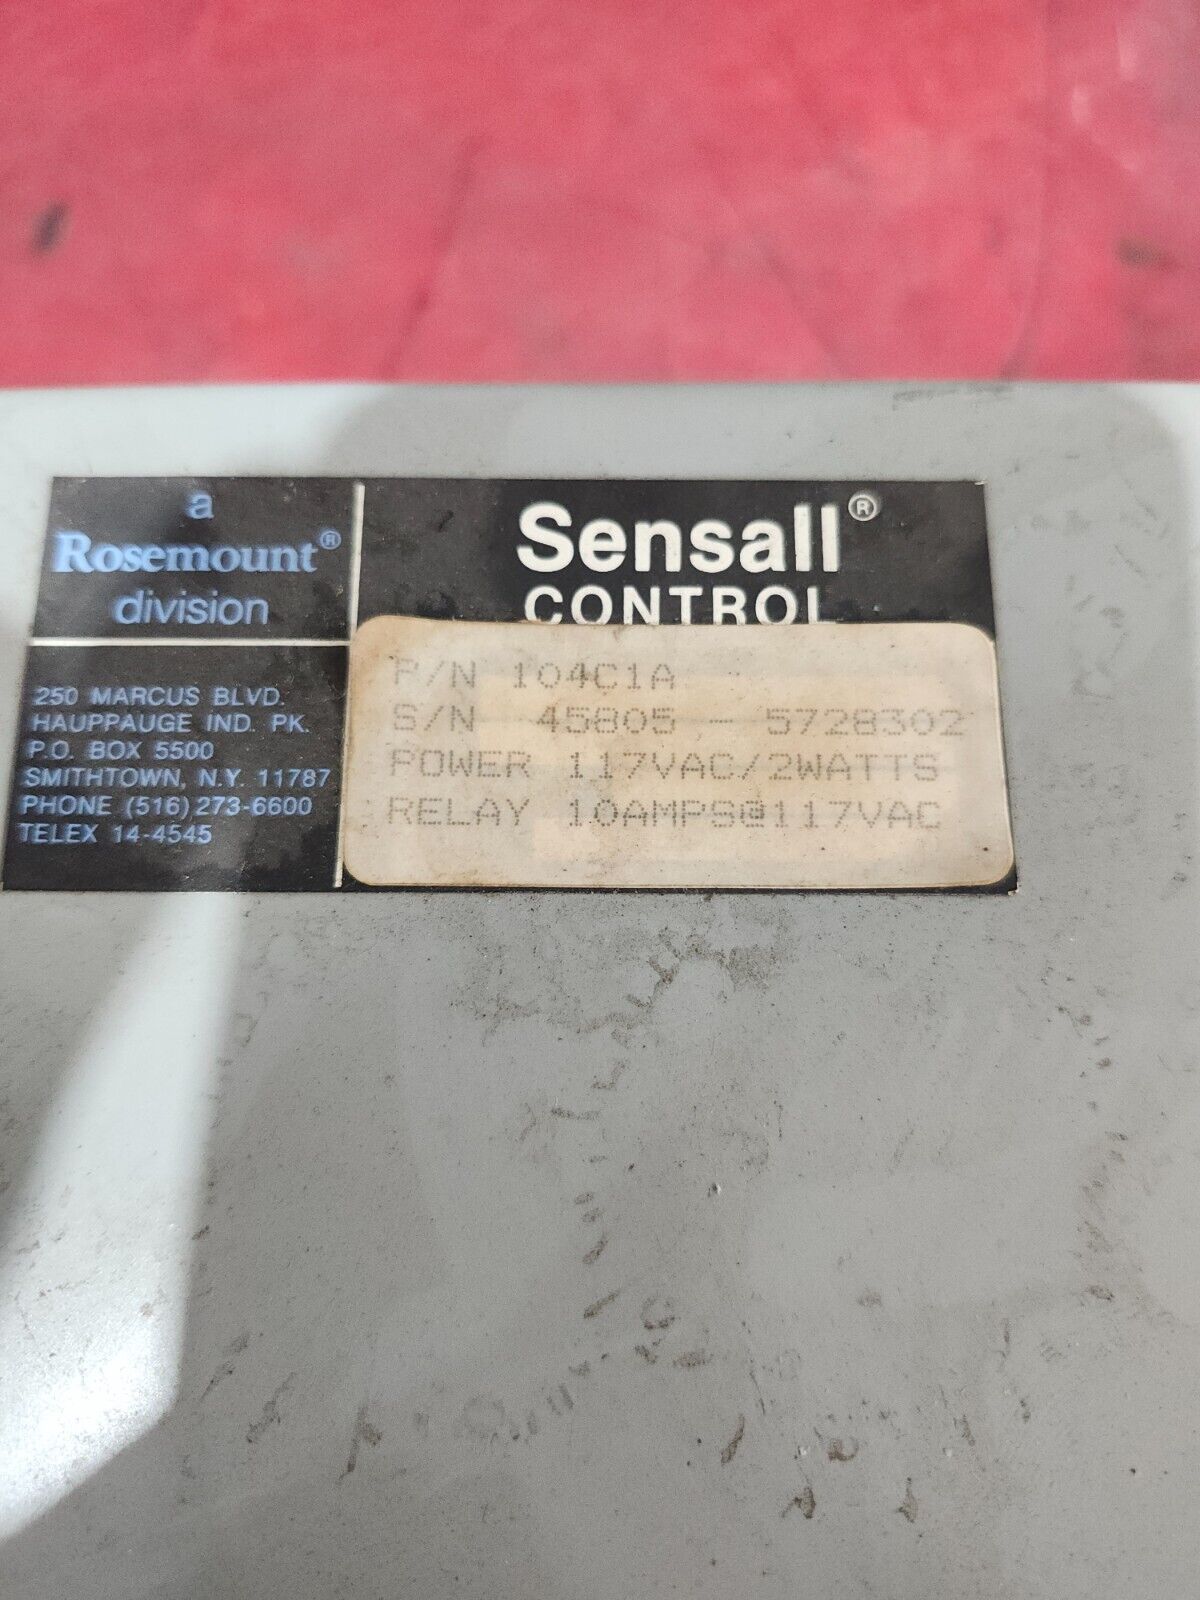 a
Rosemount®
division
250 MARCUS BLVD.
HAUPPAUGE IND. PK.
P.O. BOX 5500
SMITHTOWN, N.Y. 11787
PHONE (516) 273-6600
TELEX 14-4545
Sensall®
CONTROL
P/N 104C1A
S/N 45805 - 5728302
POWER 117VAC/2WATTS
RELAY 10AMPS@117VAC